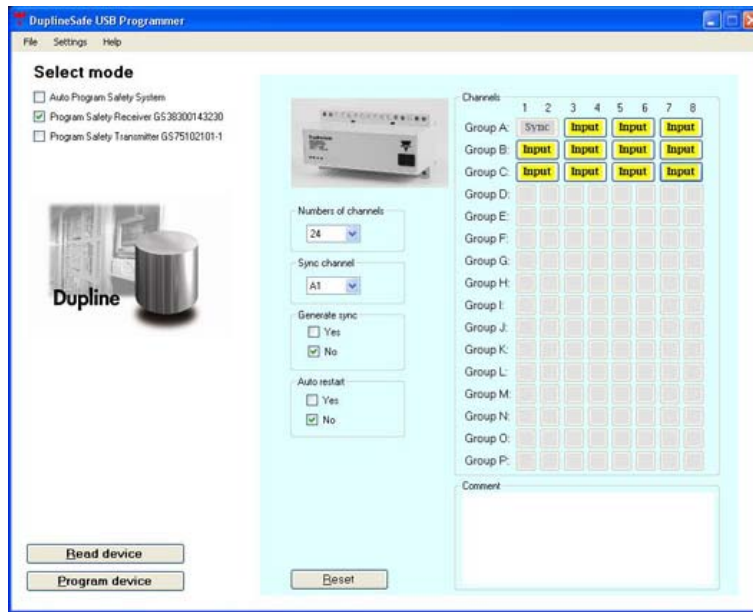 DuplineSafe USB Programmer
File Settings Help
Select mode
Auto Program Safety System
Program Safety Receiver GS38300143230
Program Safety Transmitter GS75102101-1
Dupline
Numbers of channels
24
Sync channel
A1
Generate sync
Yes
No
Auto restart
Yes
No
Channels
1 2 3 4 5 6 7 8
Group A: Sync Input Input Input
Group B: Input Input Input Input
Group C: Input Input Input Input
Group D:
Group E:
Group F:
Group G:
Group H:
Group I:
Group J:
Group K:
Group L:
Group M:
Group N:
Group O:
Group P:
Comment
Read device
Program device
Reset